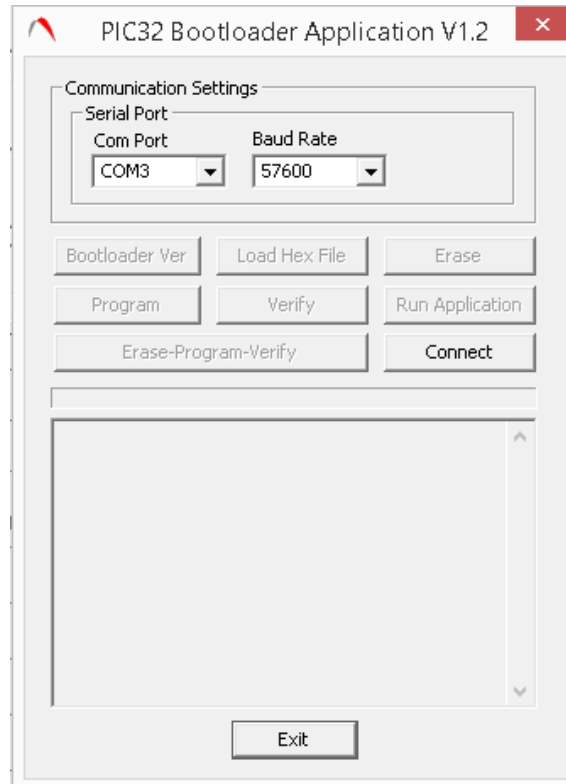 PIC32 Bootloader Application V1.2
Communication Settings
Serial Port
Com Port Baud Rate
COM3 57600
Bootloader Ver Load Hex File Erase
Program Verify Run Application
Erase-Program-Verify Connect
Exit